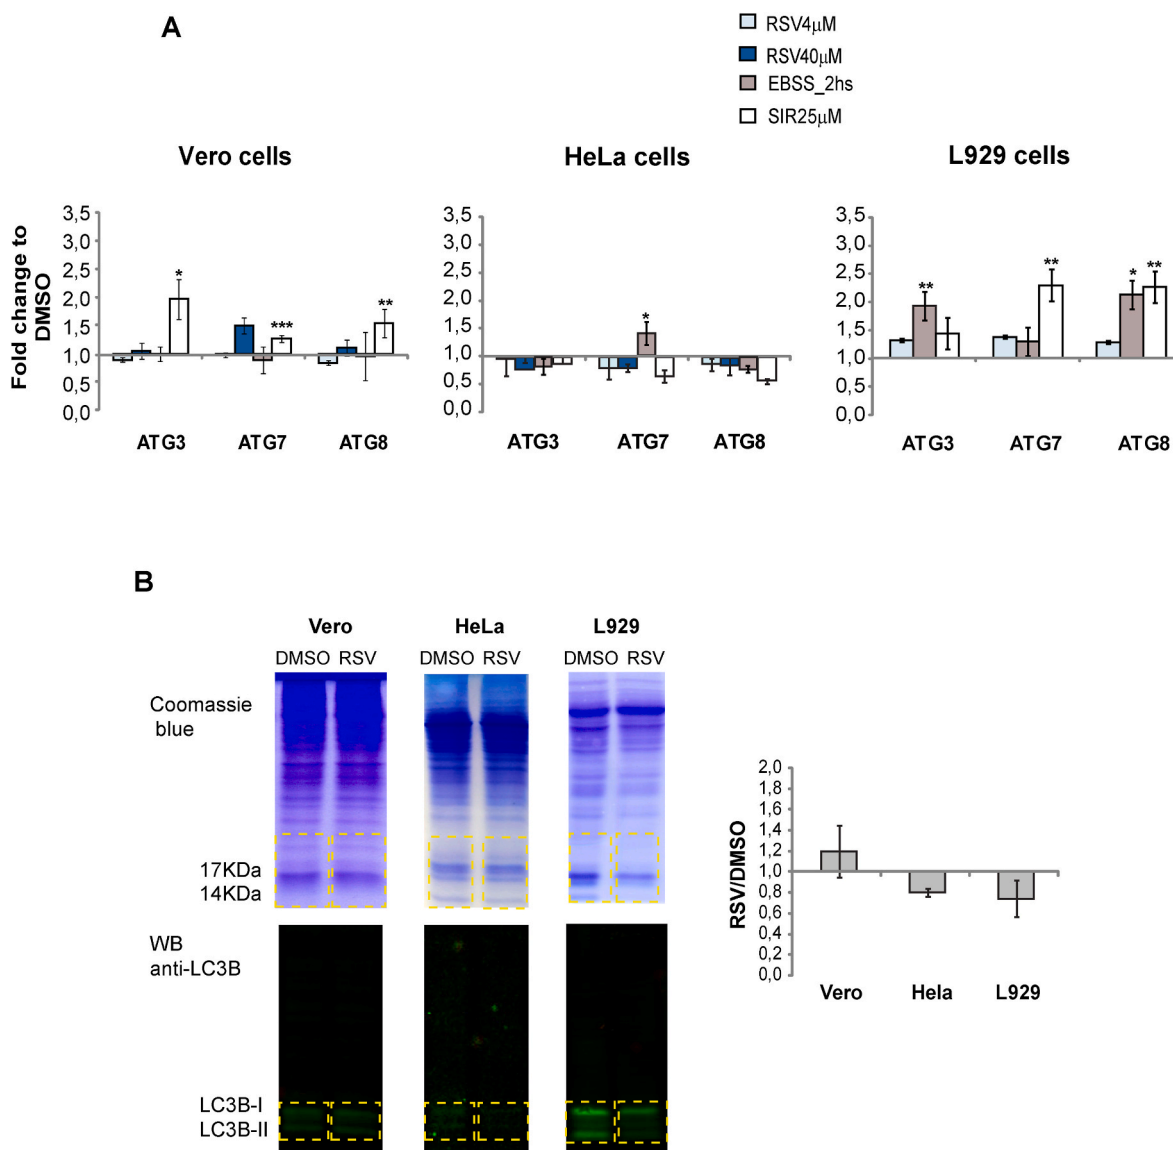 A
RSV4µM
RSV40µM
EBSS_2hs
SIR25µM
Vero cells
HeLa cells
L929 cells
Fold change to
DMSO
3,5
3,0
2,5
2,0
1,5
1,0
0,5
0,0
*
***
**
ATG3
ATG7
ATG8
3,5
3,0
2,5
2,0
1,5
1,0
0,5
0,0
*
ATG3
ATG7
ATG8
3,5
3,0
2,5
2,0
1,5
1,0
0,5
0,0
**
**
*
**
ATG3
ATG7
ATG8
B
Vero
HeLa
L929
DMSO RSV
DMSO RSV
DMSO RSV
Coomassie
blue
17KDa
14KDa
WB
anti-LC3B
LC3B-I
LC3B-II
RSV/DMSO
2,0
1,8
1,6
1,4
1,2
1,0
0,8
0,6
0,4
0,2
0,0
Vero
Hela
L929